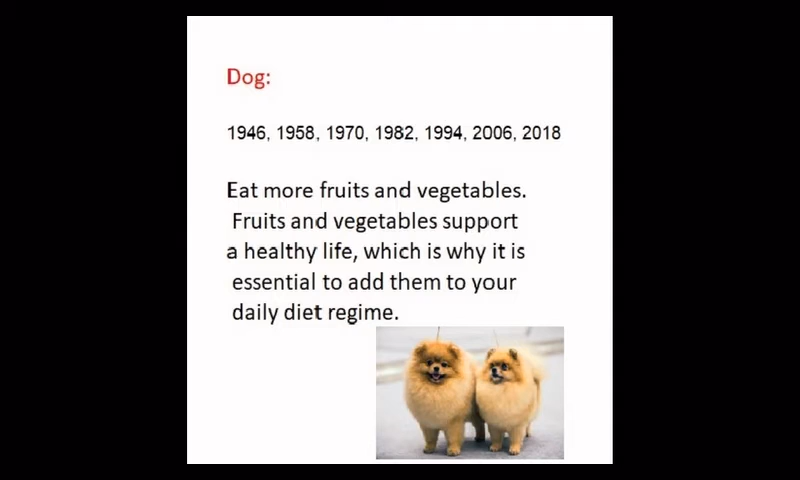 Dog:
1946, 1958, 1970, 1982, 1994, 2006, 2018
Eat more fruits and vegetables.
Fruits and vegetables support
a healthy life, which is why it is
essential to add them to your
daily diet regime.